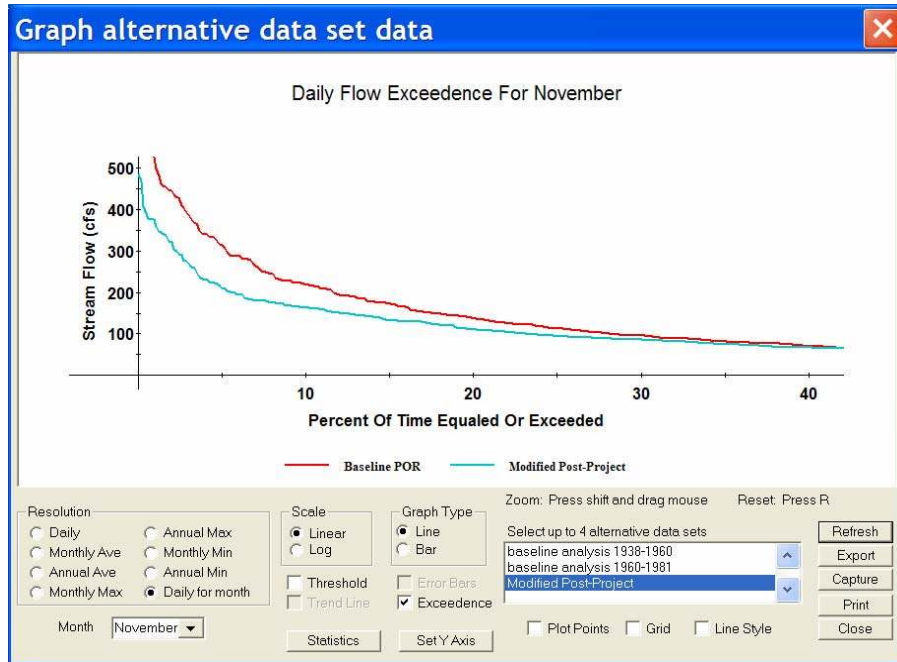 Graph alternative data set data
Daily Flow Exceedence For November
Stream Flow (cfs)
500
400
300
200
100
10
20
30
40
Percent Of Time Equaled Or Exceeded
Baseline POR
Modified Post-Project
Zoom: Press shift and drag mouse
Reset: Press R
Resolution
Daily
Annual Max
Monthly Ave
Monthly Min
Annual Ave
Annual Min
Monthly Max
Daily for month
Month
November
Scale
Linear
Log
Graph Type
Line
Bar
Threshold
Trend Line
Error Bars
Exceedence
Statistics
Set Y Axis
Select up to 4 alternative data sets
baseline analysis 1938-1960
baseline analysis 1960-1981
Modified Post-Project
Plot Points
Grid
Line Style
Refresh
Export
Capture
Print
Close